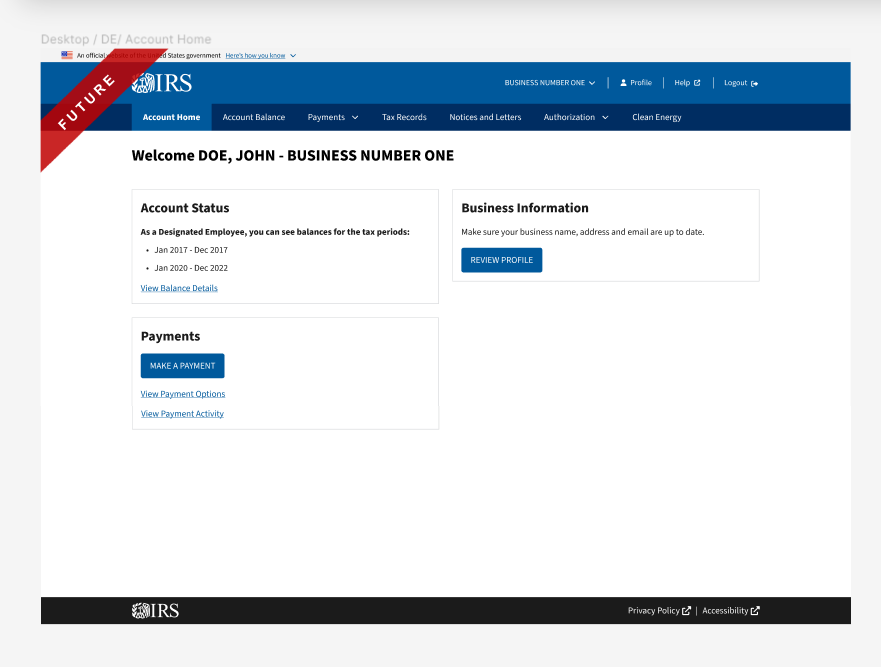 Desktop / DE/ Account Home
An official website of the United States government Here's how you know
FUTURE
IRS
BUSINESS NUMBER ONE
Profile
Help
Logout
Account Home
Account Balance
Payments
Tax Records
Notices and Letters
Authorization
Clean Energy
Welcome DOE, JOHN - BUSINESS NUMBER ONE
Account Status
As a Designated Employee, you can see balances for the tax periods:
• Jan 2017 - Dec 2017
• Jan 2020 - Dec 2022
View Balance Details
Business Information
Make sure your business name, address and email are up to date.
REVIEW PROFILE
Payments
MAKE A PAYMENT
View Payment Options
View Payment Activity
IRS
Privacy Policy | Accessibility